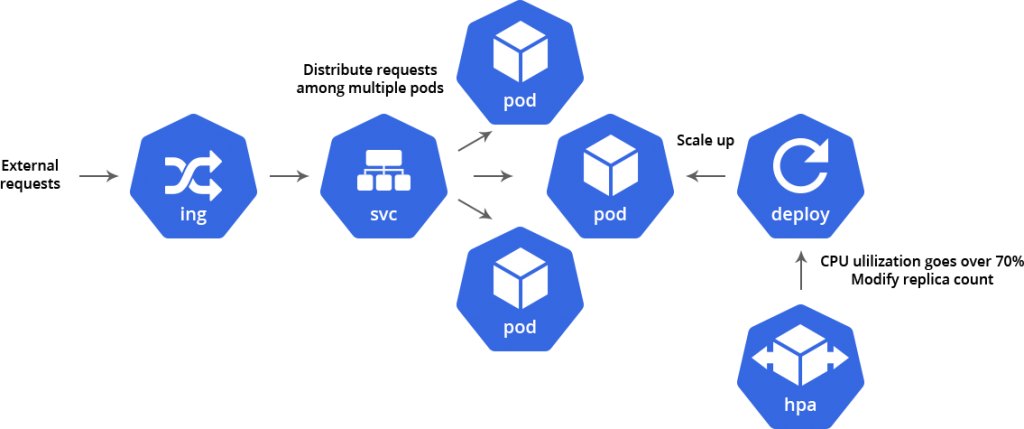 External
requests
ing
svc
Distribute requests
among multiple pods
pod
pod
pod
Scale up
deploy
CPU ulilization goes over 70%
Modify replica count
hpa